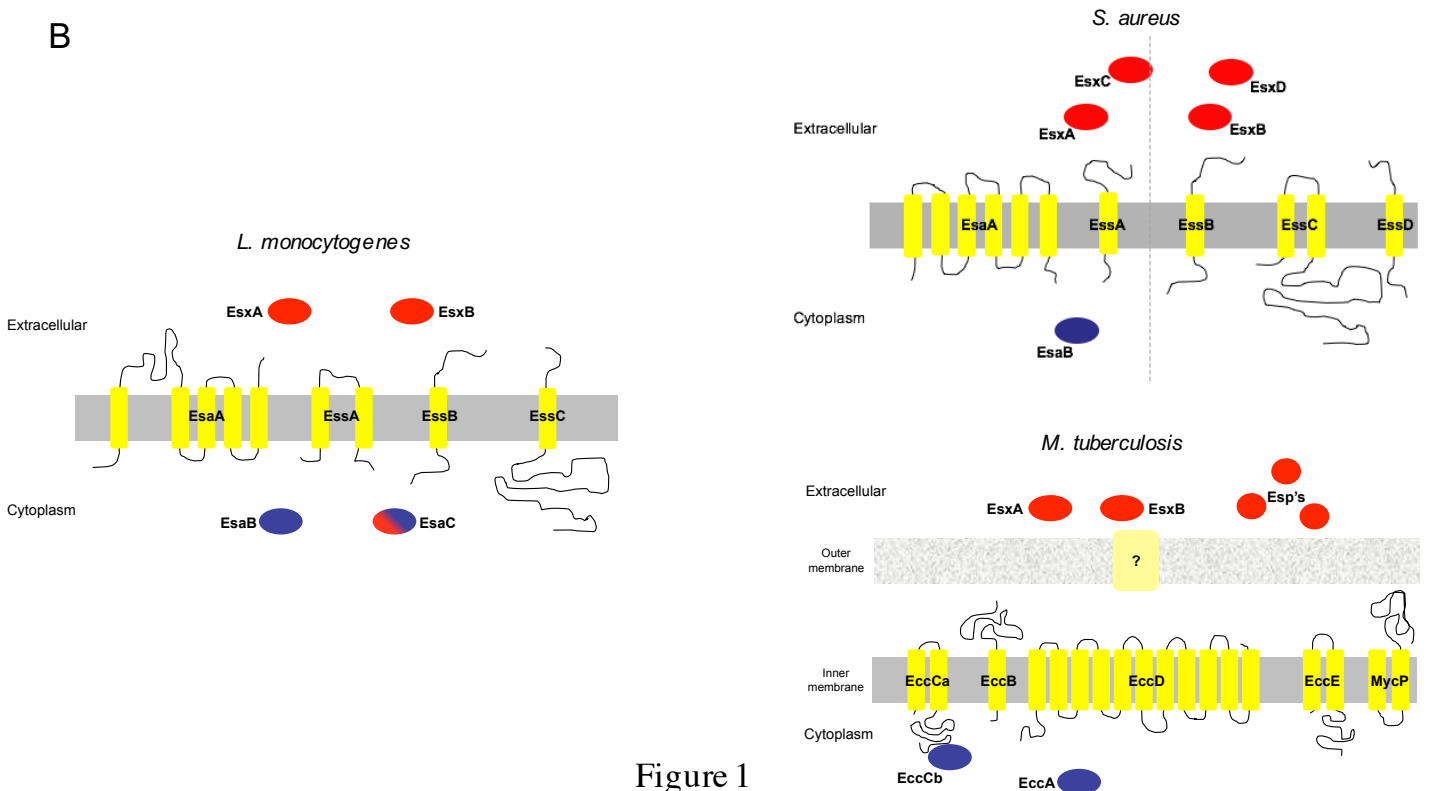 B
L. monocytogenes
EsxA
EsxB
Extracellular
EsaA
EssA
EssB
EssC
Cytoplasm
EsaB
EsaC
S. aureus
EsxC
EsxD
Extracellular
EsxA
EsxB
EsaA
EssA
EssB
EssC
EssD
Cytoplasm
EsaB
M. tuberculosis
Extracellular
EsxA
EsxB
Esp's
Outer
membrane
?
Inner
membrane
EccCa
EccB
EccD
EccE
MycP
Cytoplasm
EccCb
EccA
Figure 1